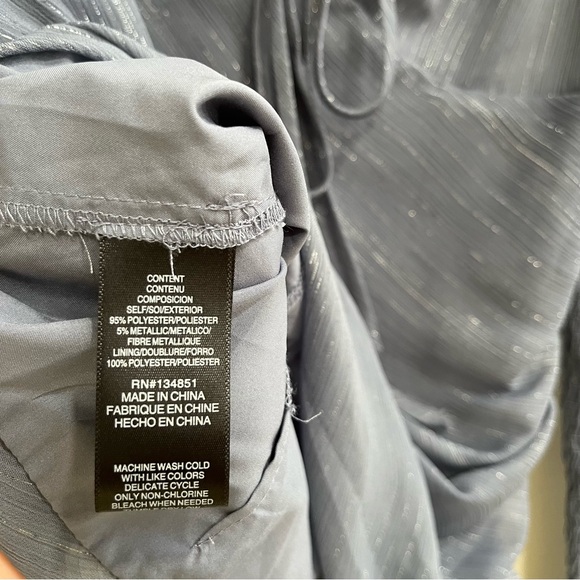 CONTENT
CONTENU
COMPOSICION
SELF/SOI/EXTERIOR
95% POLYESTER/POLIESTER
5% METALLIC/METALICO/
FIBRE METALLIQUE
LINING/DOUBLURE/FORRO
100% POLYESTER/POLIESTER
RN#134851
MADE IN CHINA
FABRIQUE EN CHINE
HECHO EN CHINA
MACHINE WASH COLD
WITH LIKE COLORS
DELICATE CYCLE
ONLY NON-CHLORINE
BLEACH WHEN NEEDED